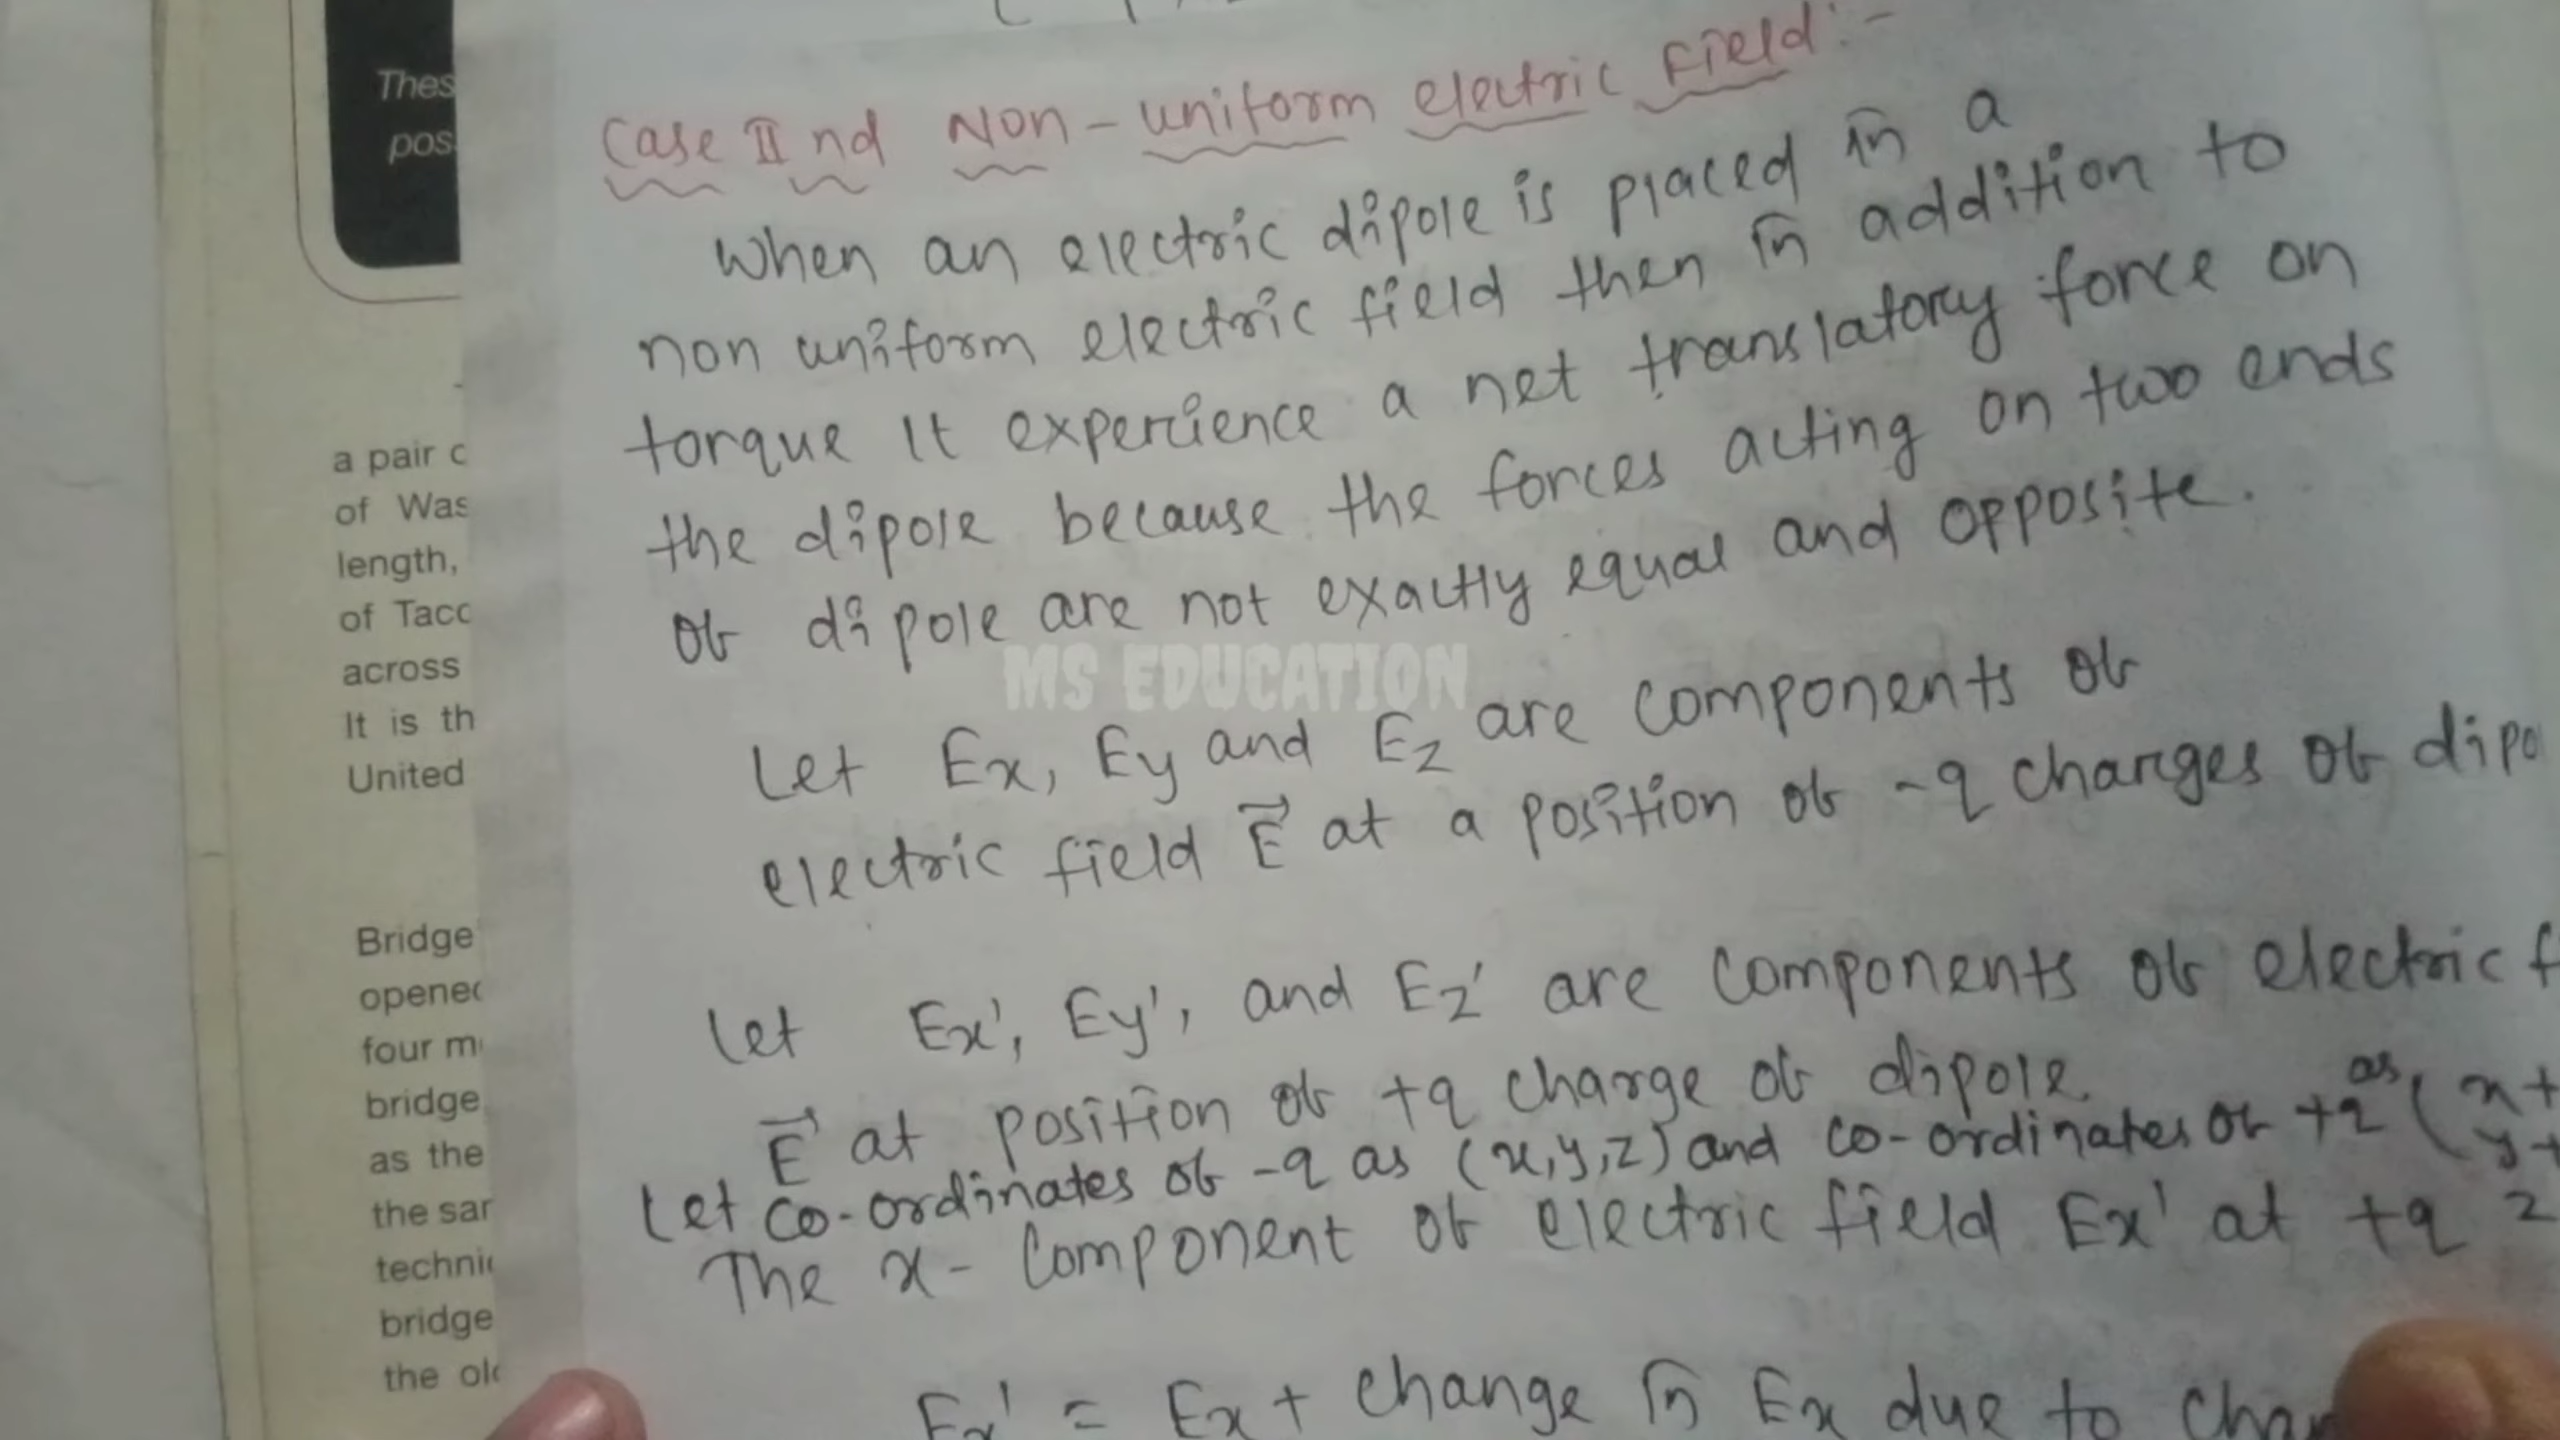 Thes
pos
a pair c
of Was
length,
of Tacc
across
It is th
United
Bridge
opened
four m
bridge
as the
the sar
techni
bridge
the old
Case II nd Non-uniform electric Field:-
When an electric dipole is placed in a
non uniform electric field then in addition to
torque It experience a net translatory force on
the dipole because the forces acting on two ends
of dipole are not exactly equal and opposite.
MS EDUCATION
Let Ex, Ey and Ez are components of
electric field E⃗ at a position of -q charges of dipo
Let Ex', Ey', and Ez' are components of electric f
E⃗' at position of +q charge of dipole.
Let co-ordinates of -q as (x,y,z) and co-ordinates of +q as (x+
y+
The x-component of electric field Ex' at +q z
Ex' = Ex + change in Ex due to chan